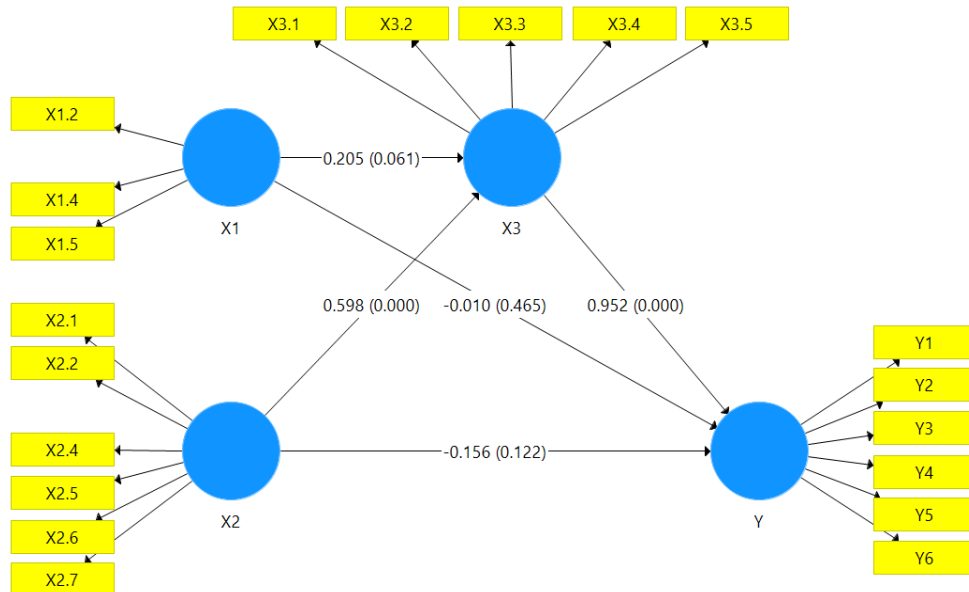 X3.1
X3.2
X3.3
X3.4
X3.5
X1.2
X1.4
X1.5
0.205 (0.061)
X1
X3
X2.1
X2.2
0.598 (0.000)
-0.010 (0.465)
0.952 (0.000)
X2.4
X2.5
X2.6
X2.7
-0.156 (0.122)
X2
Y
Y1
Y2
Y3
Y4
Y5
Y6